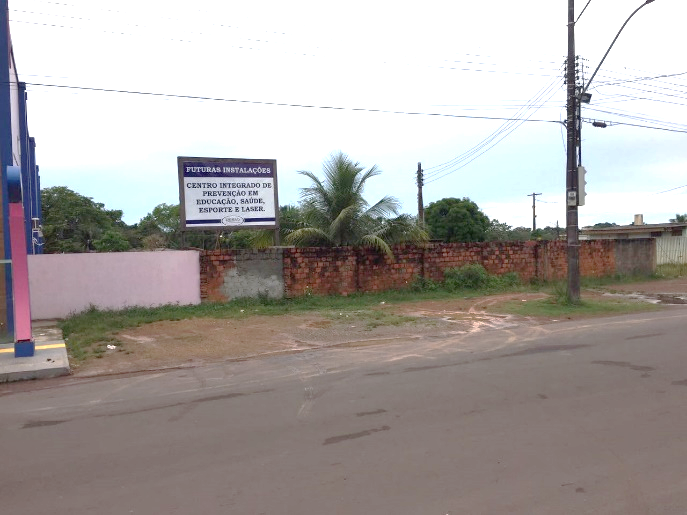 FUTURAS INSTALAÇÕES
CENTRO INTEGRADO DE
PREVENÇÃO EM
EDUCAÇÃO, SAÚDE,
ESPORTE E LASER.